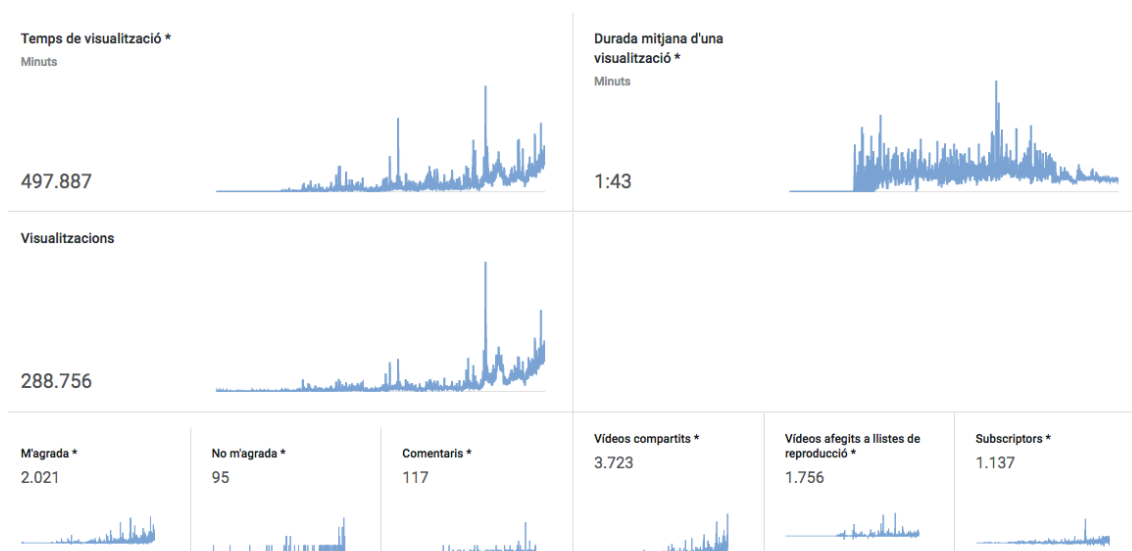 Temps de visualització *
Minuts
497.887
Durada mitjana d'una
visualització *
Minuts
1:43
Visualitzacions
288.756
M'agrada *
2.021
No m'agrada *
95
Comentaris *
117
Vídeos compartits *
3.723
Vídeos afegits a llistes de
reproducció *
1.756
Subscriptors *
1.137